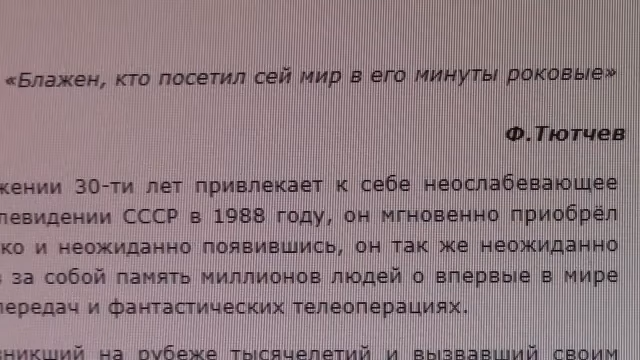 «Блажен, кто посетил сей мир в его минуты роковые»
Ф.Тютчев
жении 30-ти лет привлекает к себе неослабевающее
левидении СССР в 1988 году, он мгновенно приобрёл
ко и неожиданно появившись, он так же неожиданно
в за собой память миллионов людей о впервые в мире
передач и фантастических телеоперациях.
зникший на рубеже тысячелетий и вызвавший своим